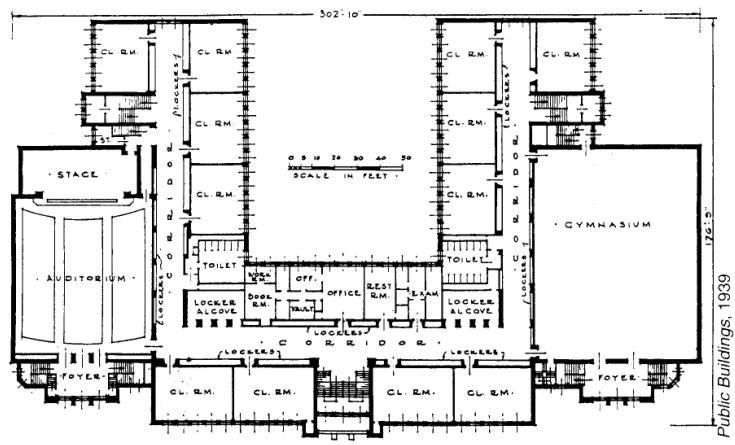 302'-10"
CL. RM.
CL. RM.
CL. RM.
CL. RM.
LOCKERS
LOCKERS
ST.
CL. RM.
CL. RM.
CORRIDOR
CORRIDOR
STAGE
0 5 10 20 30 40 50
SCALE IN FEET
CL. RM.
CL. RM.
GYMNASIUM
176'-5"
TOILET
TOILET
AUDITORIUM
WORK RM.
OFF.
OFFICE
REST RM.
EXAM.
BOOK RM.
VAULT
LOCKERS
LOCKERS
LOCKER ALCOVE
LOCKER ALCOVE
LOCKERS
CORRIDOR
LOCKERS
LOCKERS
FOYER
FOYER
CL. RM.
CL. RM.
CL. RM.
CL. RM.
Public Buildings, 1939